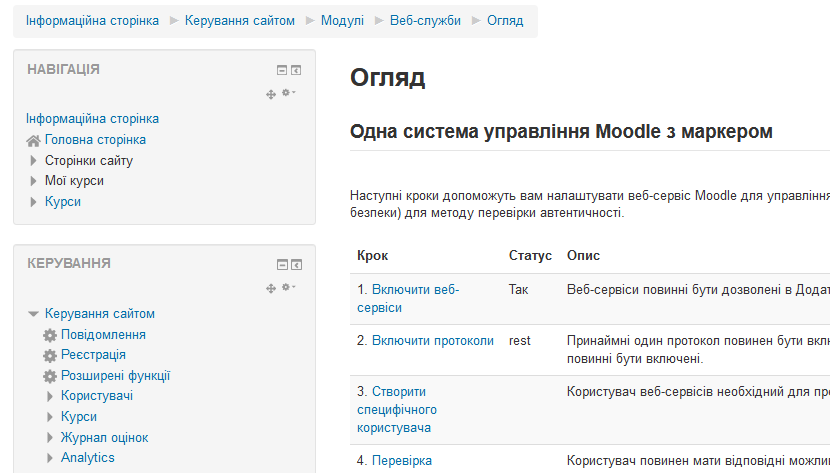 Інформаційна сторінка Керування сайтом Модулі Веб-служби Огляд
НАВІГАЦІЯ
Інформаційна сторінка
Головна сторінка
Сторінки сайту
Мої курси
Курси
КЕРУВАННЯ
Керування сайтом
Повідомлення
Реєстрація
Розширені функції
Користувачі
Курси
Журнал оцінок
Analytics
Огляд
Одна система управління Moodle з маркером
Наступні кроки допоможуть вам налаштувати веб-сервіс Moodle для управління
безпеки) для методу перевірки автентичності.
Крок Статус Опис
1. Включити веб- Так Веб-сервіси повинні бути дозволені в Додат
сервіси
2. Включити протоколи rest Принаймні один протокол повинен бути вкл
повинні бути включені.
3. Створити Користувач веб-сервісів необхідний для пр
специфічного
користувача
4. Перевірка Користувач повинен мати відповідні можли